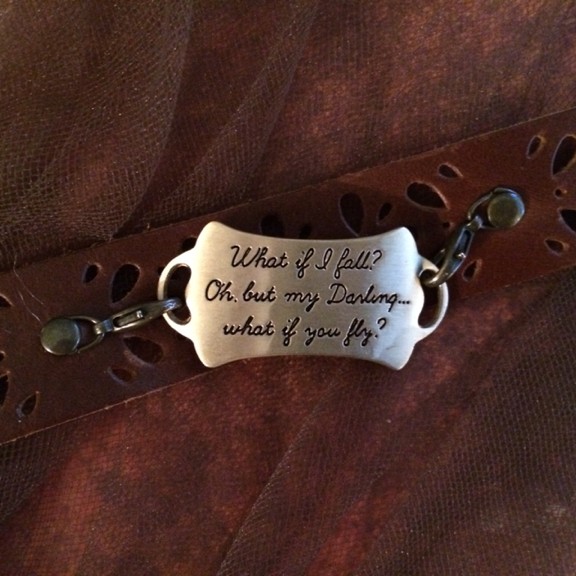 What if I fall?
Oh, but my Darling...
what if you fly?